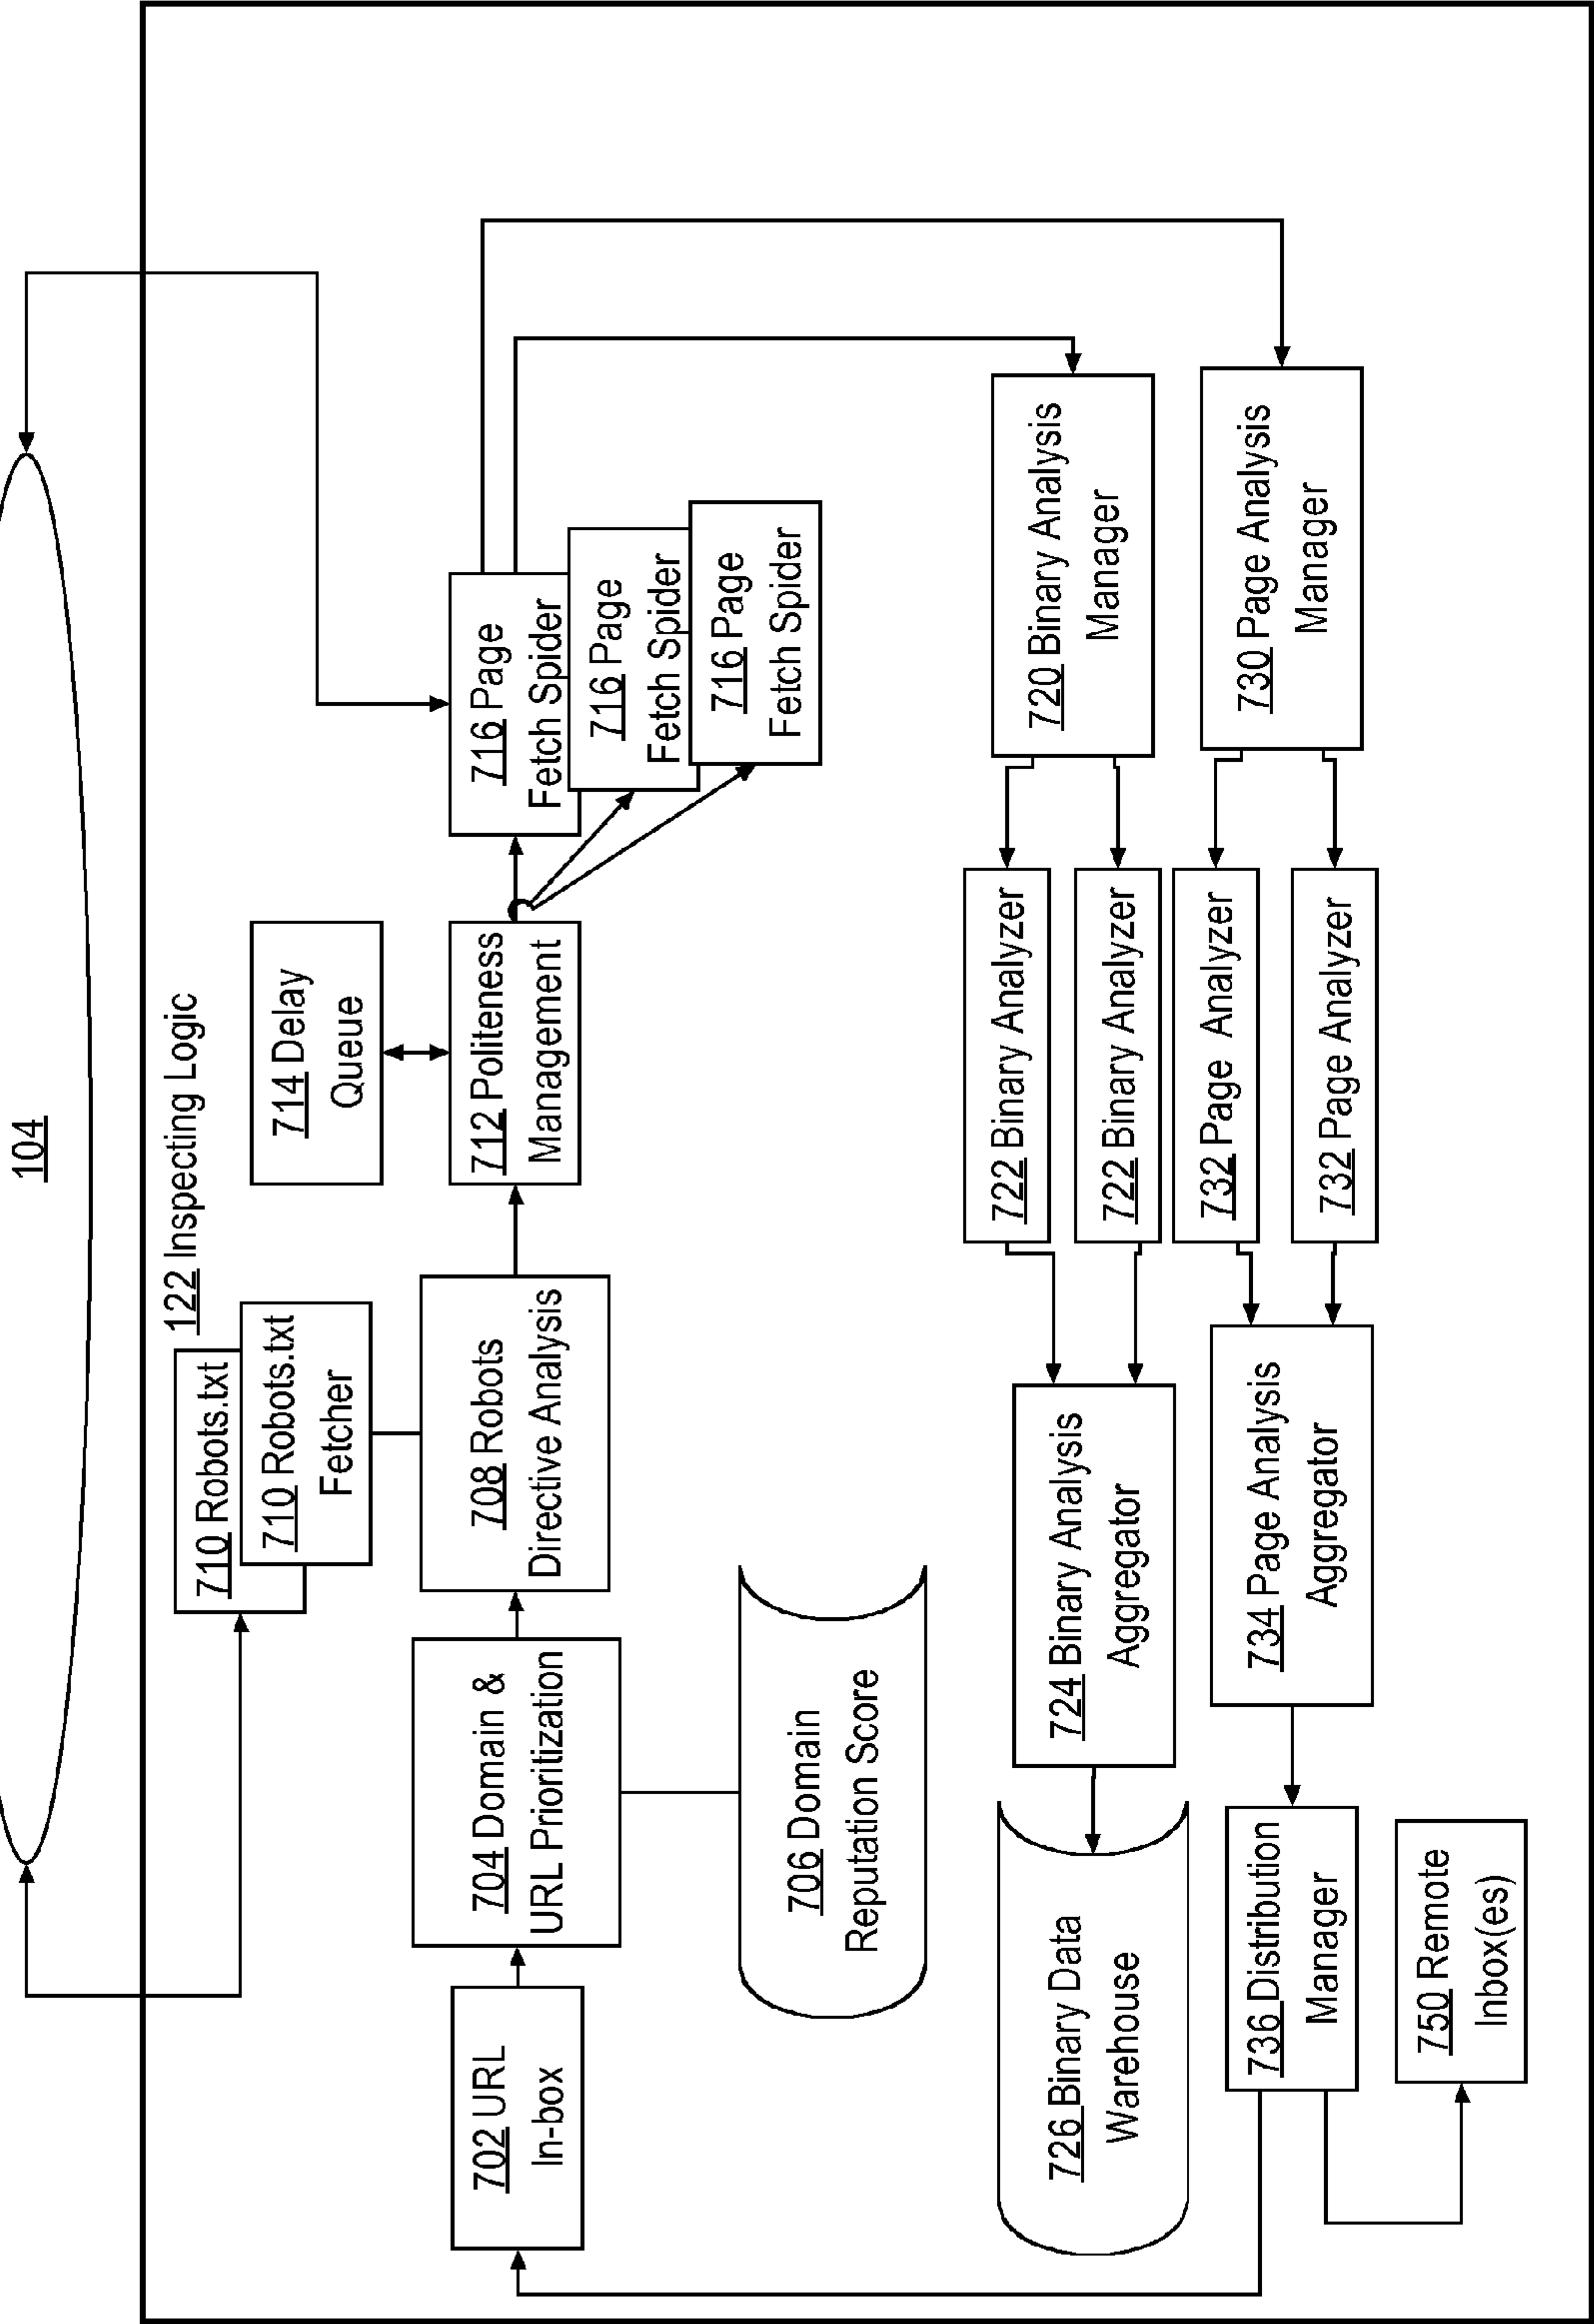 104
122 Inspecting Logic
710 Robots.txt
710 Robots.txt
Fetcher
714 Delay
Queue
702 URL
In-box
704 Domain &
URL Prioritization
708 Robots
Directive Analysis
712 Politeness
Management
716 Page
Fetch Spider
716 Page
Fetch Spider
716 Page
Fetch Spider
706 Domain
Reputation Score
726 Binary Data
Warehouse
724 Binary Analysis
Aggregator
722 Binary Analyzer
722 Binary Analyzer
720 Binary Analysis
Manager
736 Distribution
Manager
734 Page Analysis
Aggregator
732 Page Analyzer
732 Page Analyzer
730 Page Analysis
Manager
750 Remote
Inbox(es)